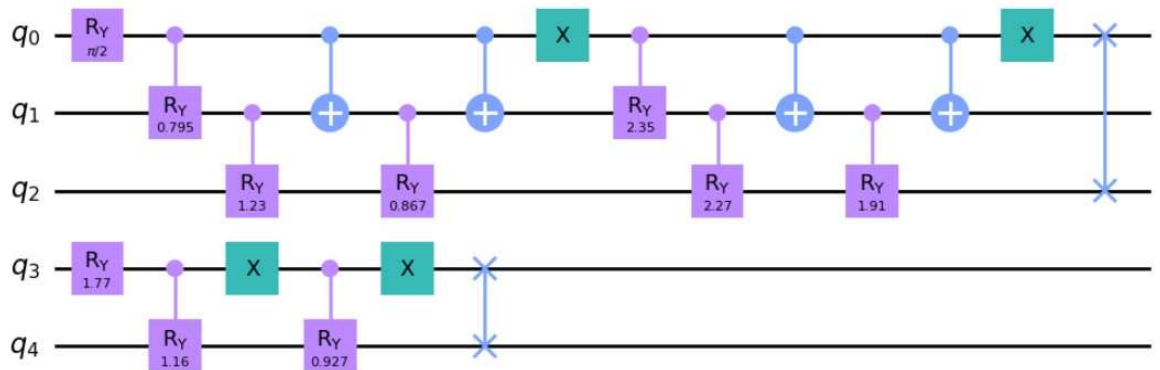 q0 RY π/2 X X
q1 RY 0.795 RY 2.35
q2 RY 1.23 RY 0.867 RY 2.27 RY 1.91
q3 RY 1.77 X X
q4 RY 1.16 RY 0.927